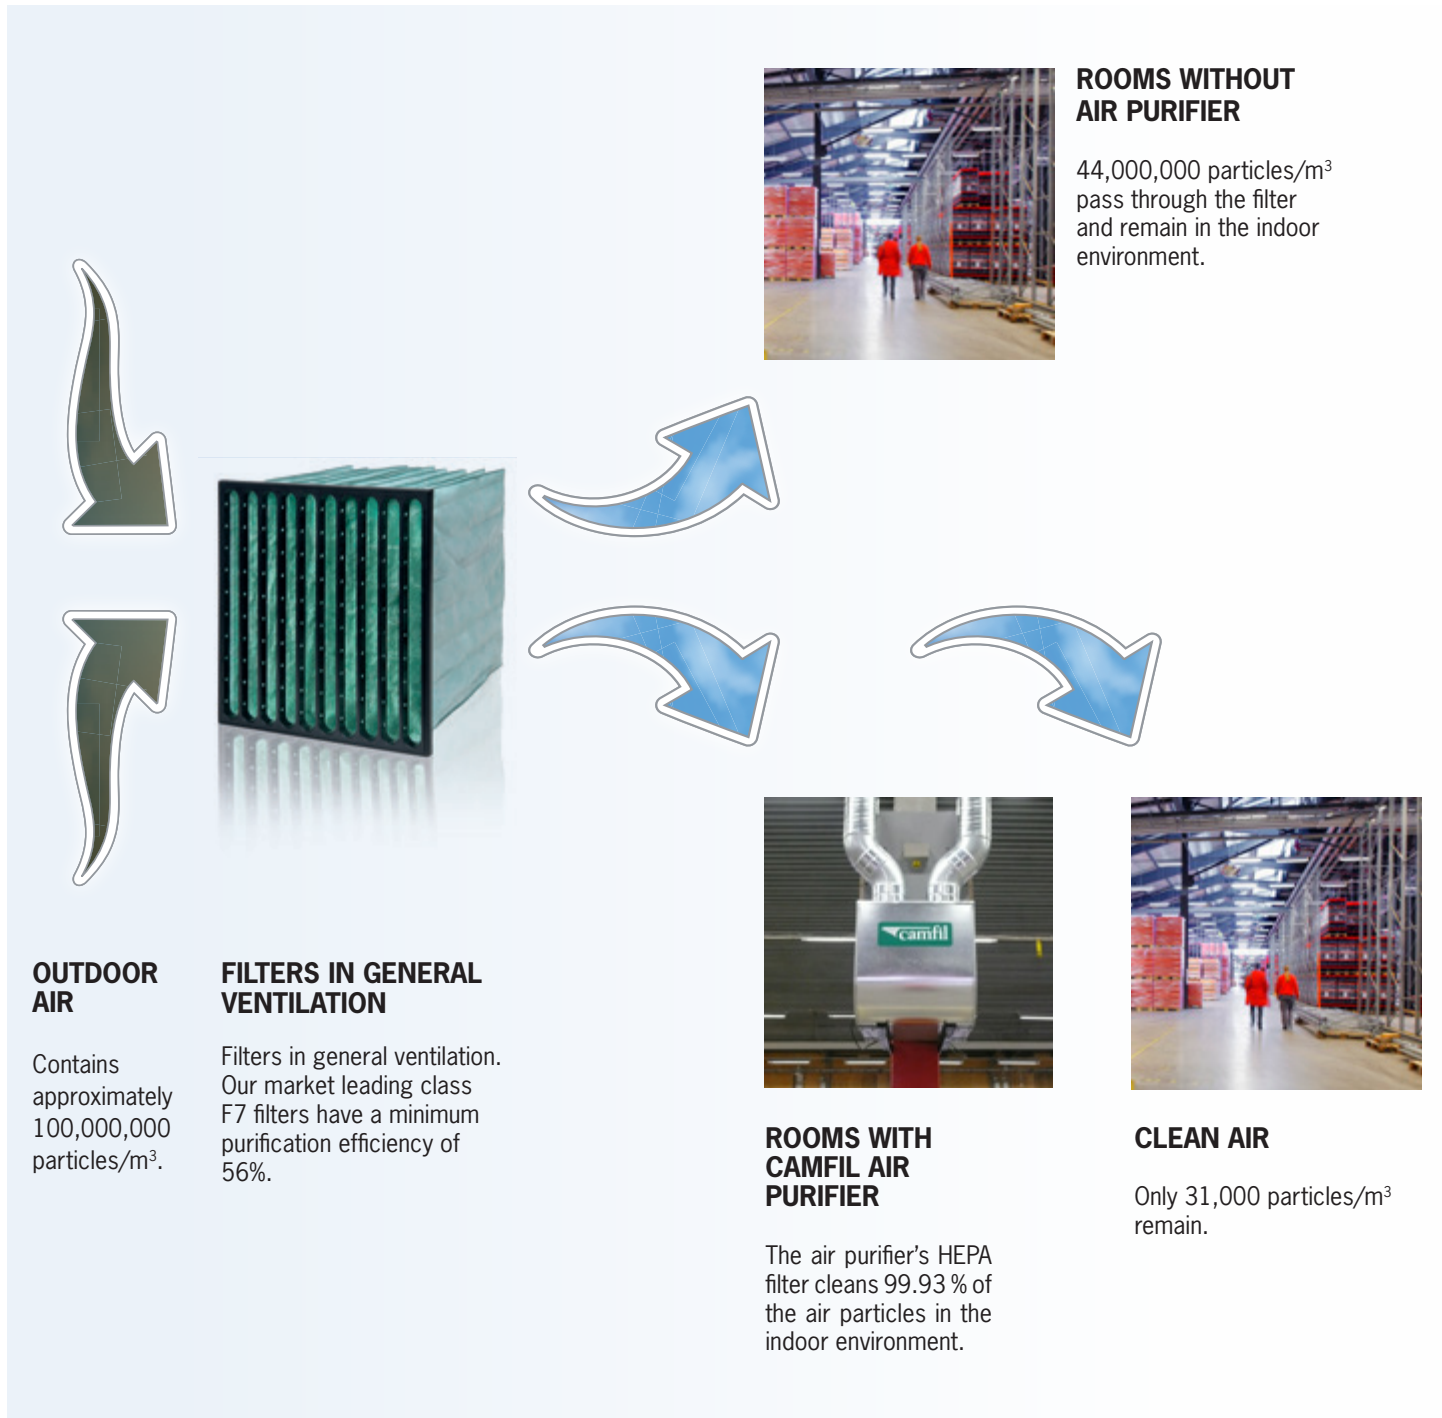 ROOMS WITHOUT
AIR PURIFIER
44,000,000 particles/m³
pass through the filter
and remain in the indoor
environment.
OUTDOOR
AIR
Contains
approximately
100,000,000
particles/m³.
FILTERS IN GENERAL
VENTILATION
Filters in general ventilation.
Our market leading class
F7 filters have a minimum
purification efficiency of
56%.
camfil
ROOMS WITH
CAMFIL AIR
PURIFIER
The air purifier’s HEPA
filter cleans 99.93 % of
the air particles in the
indoor environment.
CLEAN AIR
Only 31,000 particles/m³
remain.